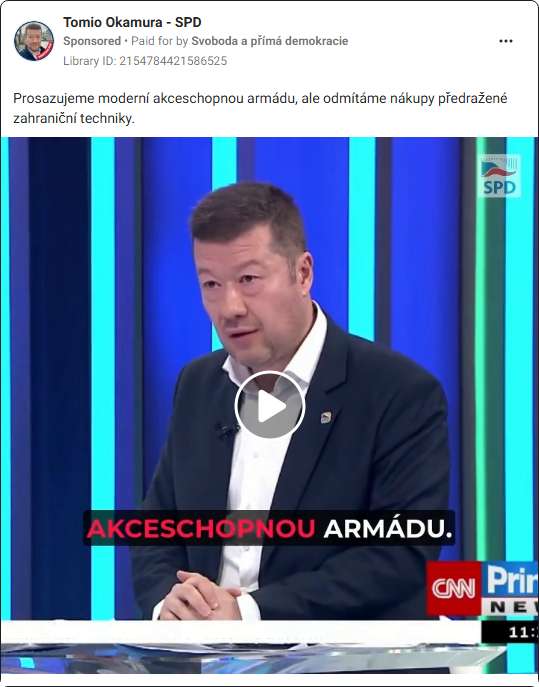 Tomio Okamura - SPD
Sponsored • Paid for by Svoboda a přímá demokracie
Library ID: 2154784421586525
Prosazujeme moderní akceschopnou armádu, ale odmítáme nákupy předražené
zahraniční techniky.
SPD
AKCESCHOPNOU ARMÁDU.
CNN Prim
NEW
11: